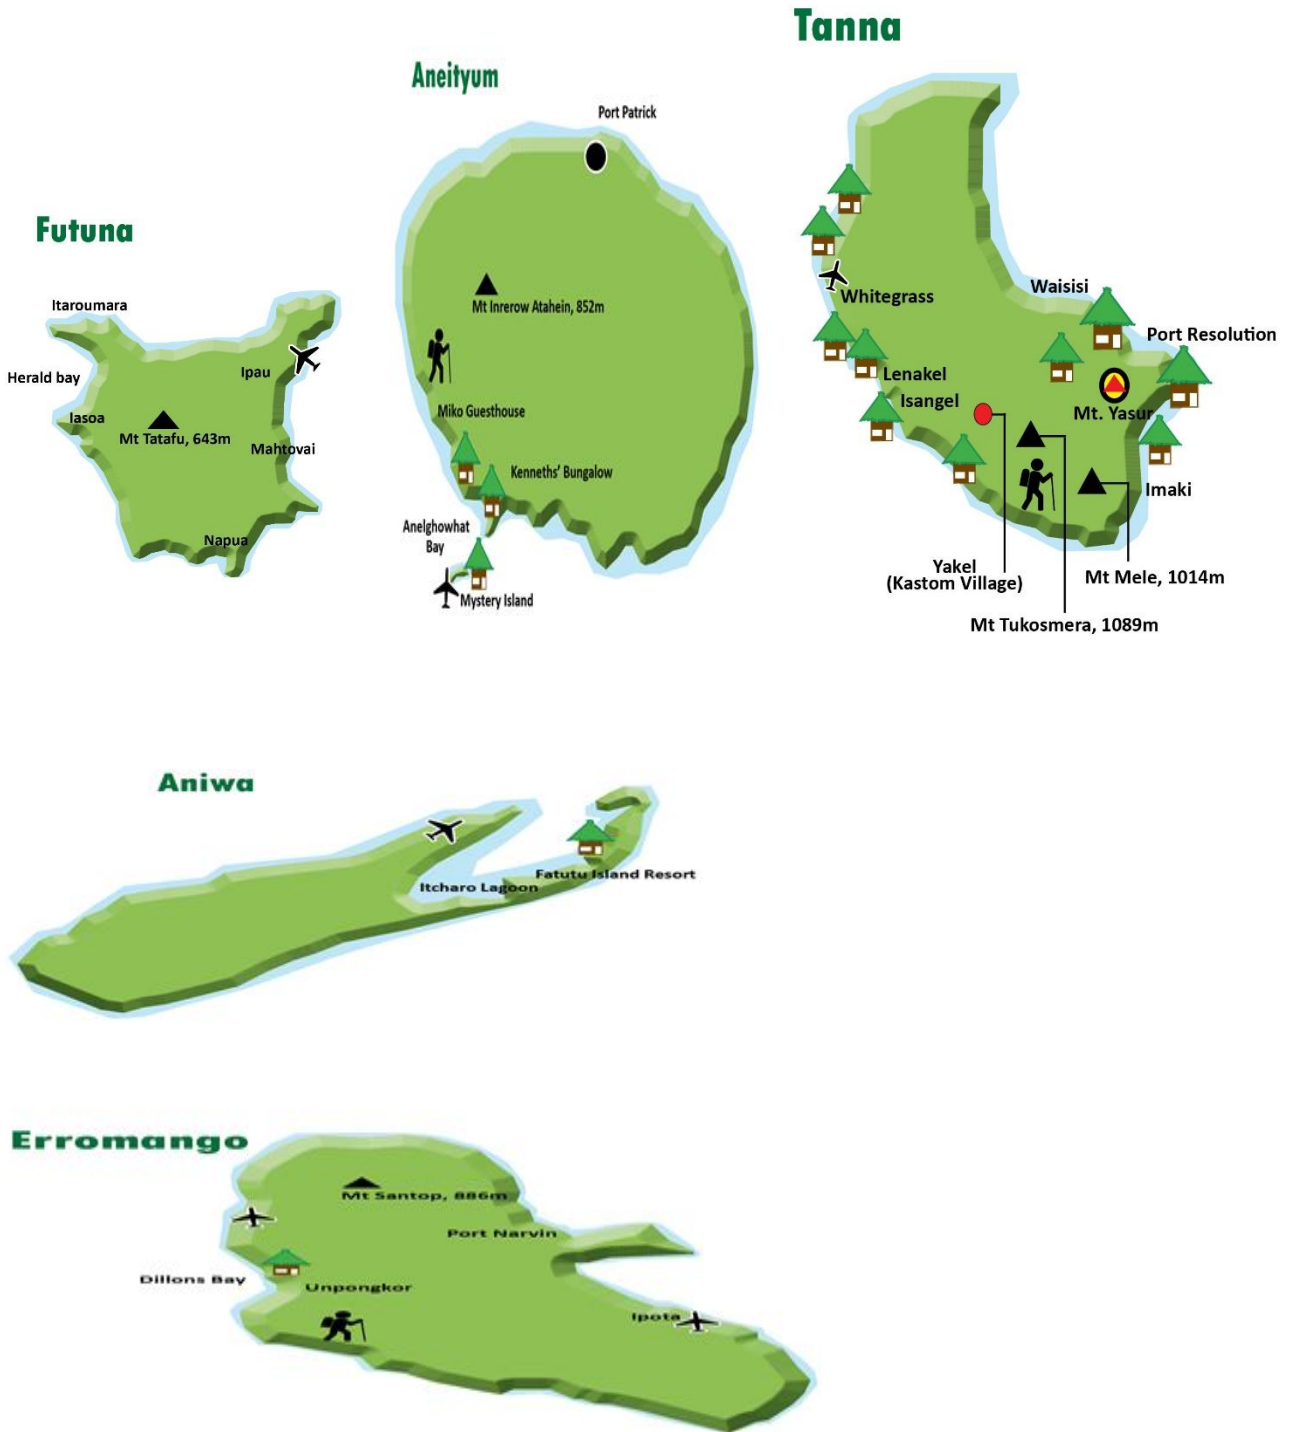 Tanna
Aneityum
Port Patrick
Futuna
Itaroumara
Herald bay
Iasoa
Ipau
Mt Tatafu, 643m
Mahtovai
Napua
Mt Inrerow Atahein, 852m
Miko Guesthouse
Kenneths' Bungalow
Anelghowhat
Bay
Mystery Island
Waisisi
Whitegrass
Port Resolution
Lenakel
Isangel
Mt. Yasur
Imaki
Yakel
(Kastom Village)
Mt Mele, 1014m
Mt Tukosmera, 1089m
Aniwa
Itcharo Lagoon
Fatutu Island Resort
Erromango
Mt Santop, 886m
Port Narvin
Dillons Bay
Unpongkor
Ipota